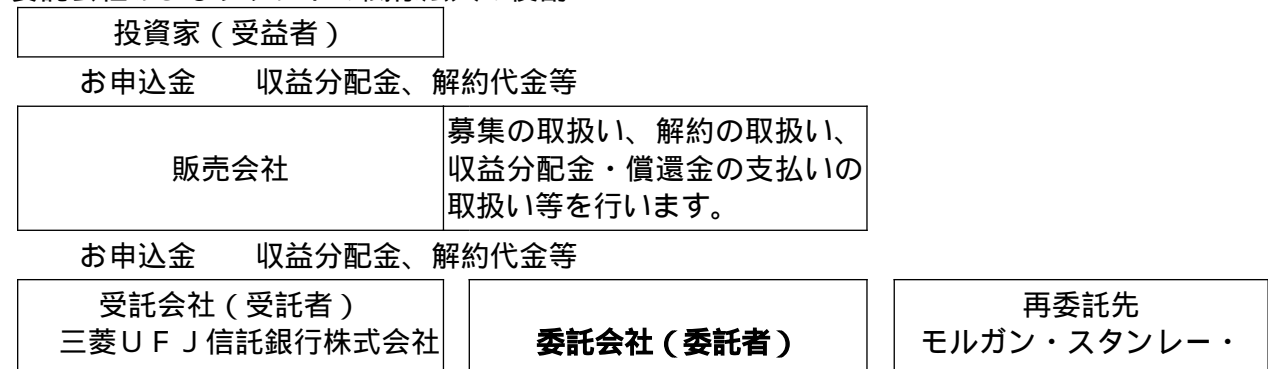 投資家（受益者）
お申込金　　収益分配金、解約代金等
販売会社
募集の取扱い、解約の取扱い、
収益分配金・償還金の支払いの
取扱い等を行います。
お申込金　　収益分配金、解約代金等
受託会社（受託者）
三菱ＵＦＪ信託銀行株式会社
委託会社（委託者）
再委託先
モルガン・スタンレー・